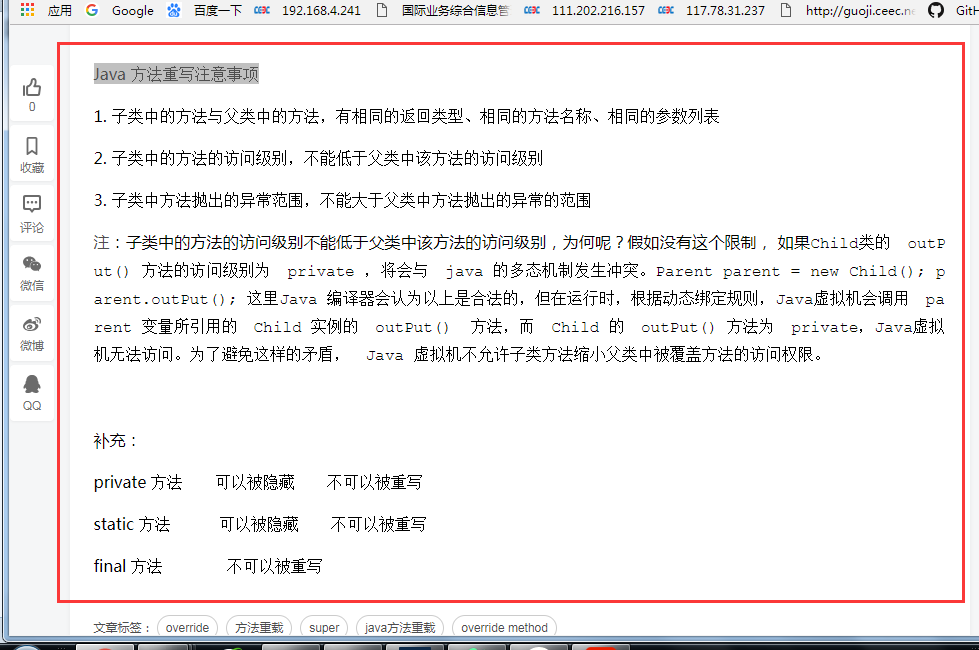 应用 Google 百度一下 192.168.4.241 国际业务综合信息管 111.202.216.157 117.78.31.237 http://guoji.ceec.ne GitH
Java 方法重写注意事项
0
1. 子类中的方法与父类中的方法，有相同的返回类型、相同的方法名称、相同的参数列表
收藏
2. 子类中的方法的访问级别，不能低于父类中该方法的访问级别
3. 子类中方法抛出的异常范围，不能大于父类中方法抛出的异常的范围
评论
注：子类中的方法的访问级别不能低于父类中该方法的访问级别，为何呢？假如没有这个限制， 如果Child类的 outP
ut() 方法的访问级别为 private ，将会与 java 的多态机制发生冲突。Parent parent = new Child(); p
微信
arent.outPut(); 这里Java 编译器会认为以上是合法的，但在运行时，根据动态绑定规则，Java虚拟机会调用 pa
rent 变量所引用的 Child 实例的 outPut() 方法，而 Child 的 outPut() 方法为 private，Java虚拟
微博
机无法访问。为了避免这样的矛盾， Java 虚拟机不允许子类方法缩小父类中被覆盖方法的访问权限。
QQ
补充：
private 方法 可以被隐藏 不可以被重写
static 方法 可以被隐藏 不可以被重写
final 方法 不可以被重写
文章标签： override 方法重载 super java方法重载 override method